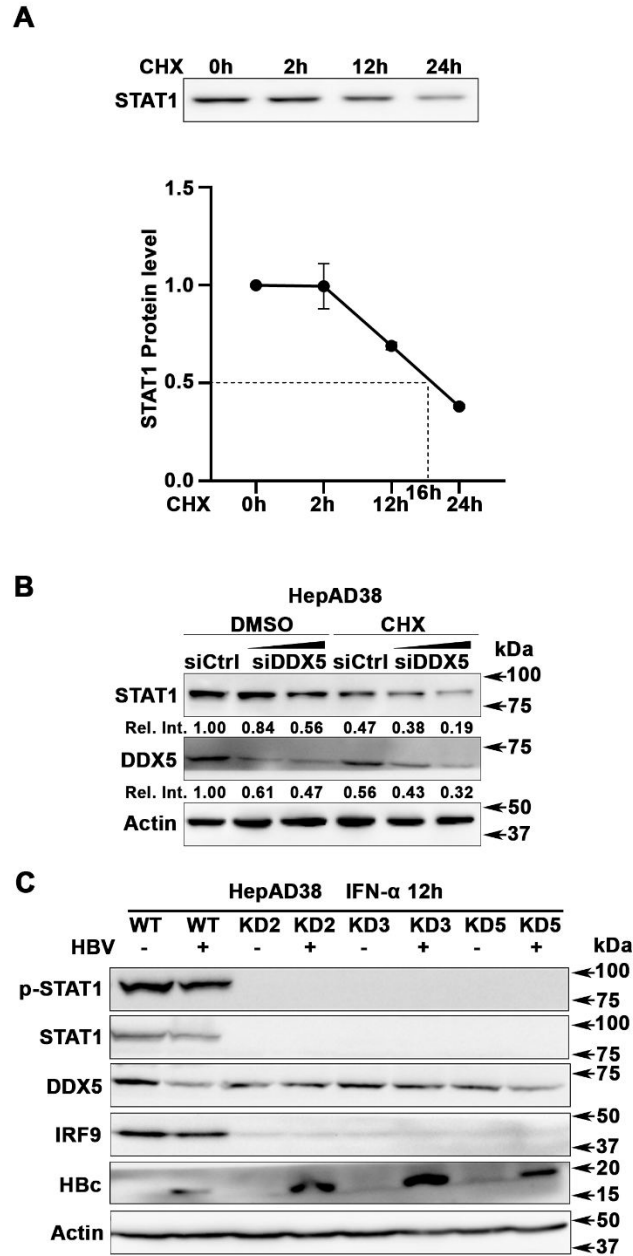 A
CHX 0h 2h 12h 24h
STAT1
1.5
1.0
0.5
0.0
STAT1 Protein level
CHX 0h 2h 12h 16h 24h
B
HepAD38
DMSO CHX
siCtrl siDDX5 siCtrl siDDX5 kDa
STAT1 100
75
Rel. Int. 1.00 0.84 0.56 0.47 0.38 0.19
DDX5 75
Rel. Int. 1.00 0.61 0.47 0.56 0.43 0.32
Actin 50
37
C
HepAD38 IFN-α 12h
WT WT KD2 KD2 KD3 KD3 KD5 KD5
HBV - + - + - + - + kDa
p-STAT1 100
75
STAT1 100
75
DDX5 75
IRF9 50
37
HBc 20
15
Actin 50
37